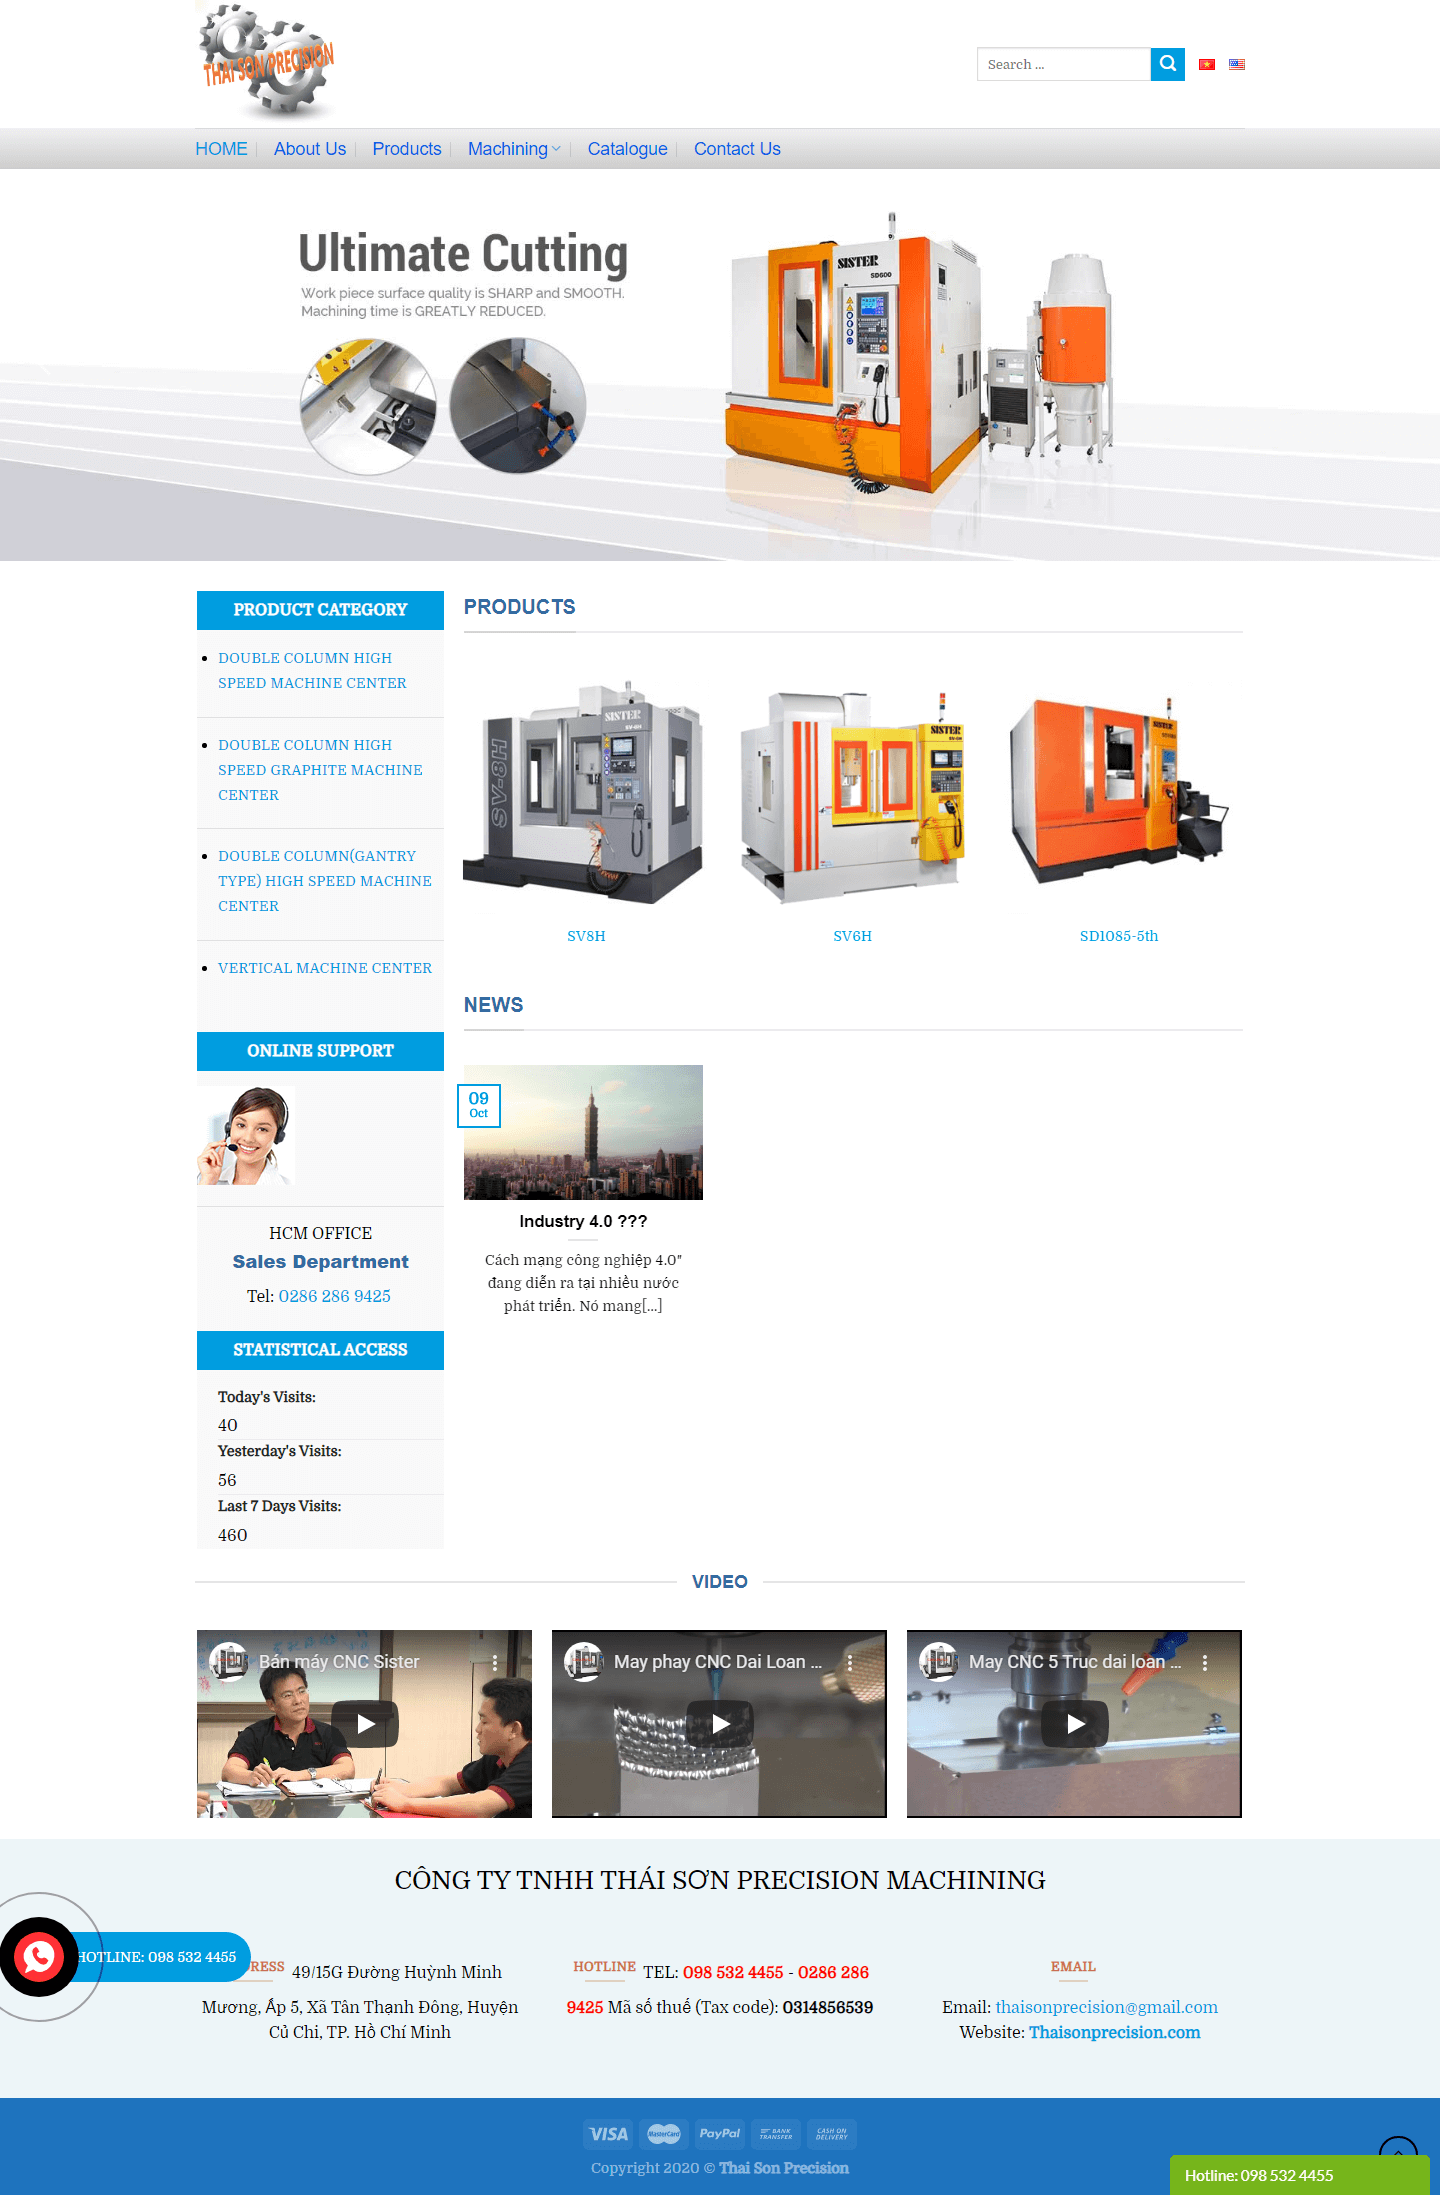 THAI SON PRECISION
Search ...
HOME
About Us
Products
Machining
Catalogue
Contact Us
Ultimate Cutting
Work piece surface quality is SHARP and SMOOTH.
Machining time is GREATLY REDUCED.
SISTER
SD600
PRODUCT CATEGORY
DOUBLE COLUMN HIGH
SPEED MACHINE CENTER
DOUBLE COLUMN HIGH
SPEED GRAPHITE MACHINE
CENTER
DOUBLE COLUMN(GANTRY
TYPE) HIGH SPEED MACHINE
CENTER
VERTICAL MACHINE CENTER
PRODUCTS
SISTER
SV-8H
SISTER
SV8H
SV6H
SD1085-5th
NEWS
09
Oct
Industry 4.0 ???
Cách mạng công nghiệp 4.0"
đang diễn ra tại nhiều nước
phát triển. Nó mang[...]
ONLINE SUPPORT
HCM OFFICE
Sales Department
Tel: 0286 286 9425
STATISTICAL ACCESS
Today's Visits:
40
Yesterday's Visits:
56
Last 7 Days Visits:
460
VIDEO
Bán máy CNC Sister
May phay CNC Dai Loan ...
May CNC 5 Truc dai loan ...
CÔNG TY TNHH THÁI SƠN PRECISION MACHINING
HOTLINE: 098 532 4455
49/15G Đường Huỳnh Minh
Mương, Ấp 5, Xã Tân Thạnh Đông, Huyện
Củ Chi, TP. Hồ Chí Minh
HOTLINE TEL: 098 532 4455 - 0286 286
9425 Mã số thuế (Tax code): 0314856539
EMAIL
Email: thaisonprecision@gmail.com
Website: Thaisonprecision.com
VISA
MasterCard
PayPal
BANK TRANSFER
CASH ON DELIVERY
Copyright 2020 © Thai Son Precision
Hotline: 098 532 4455